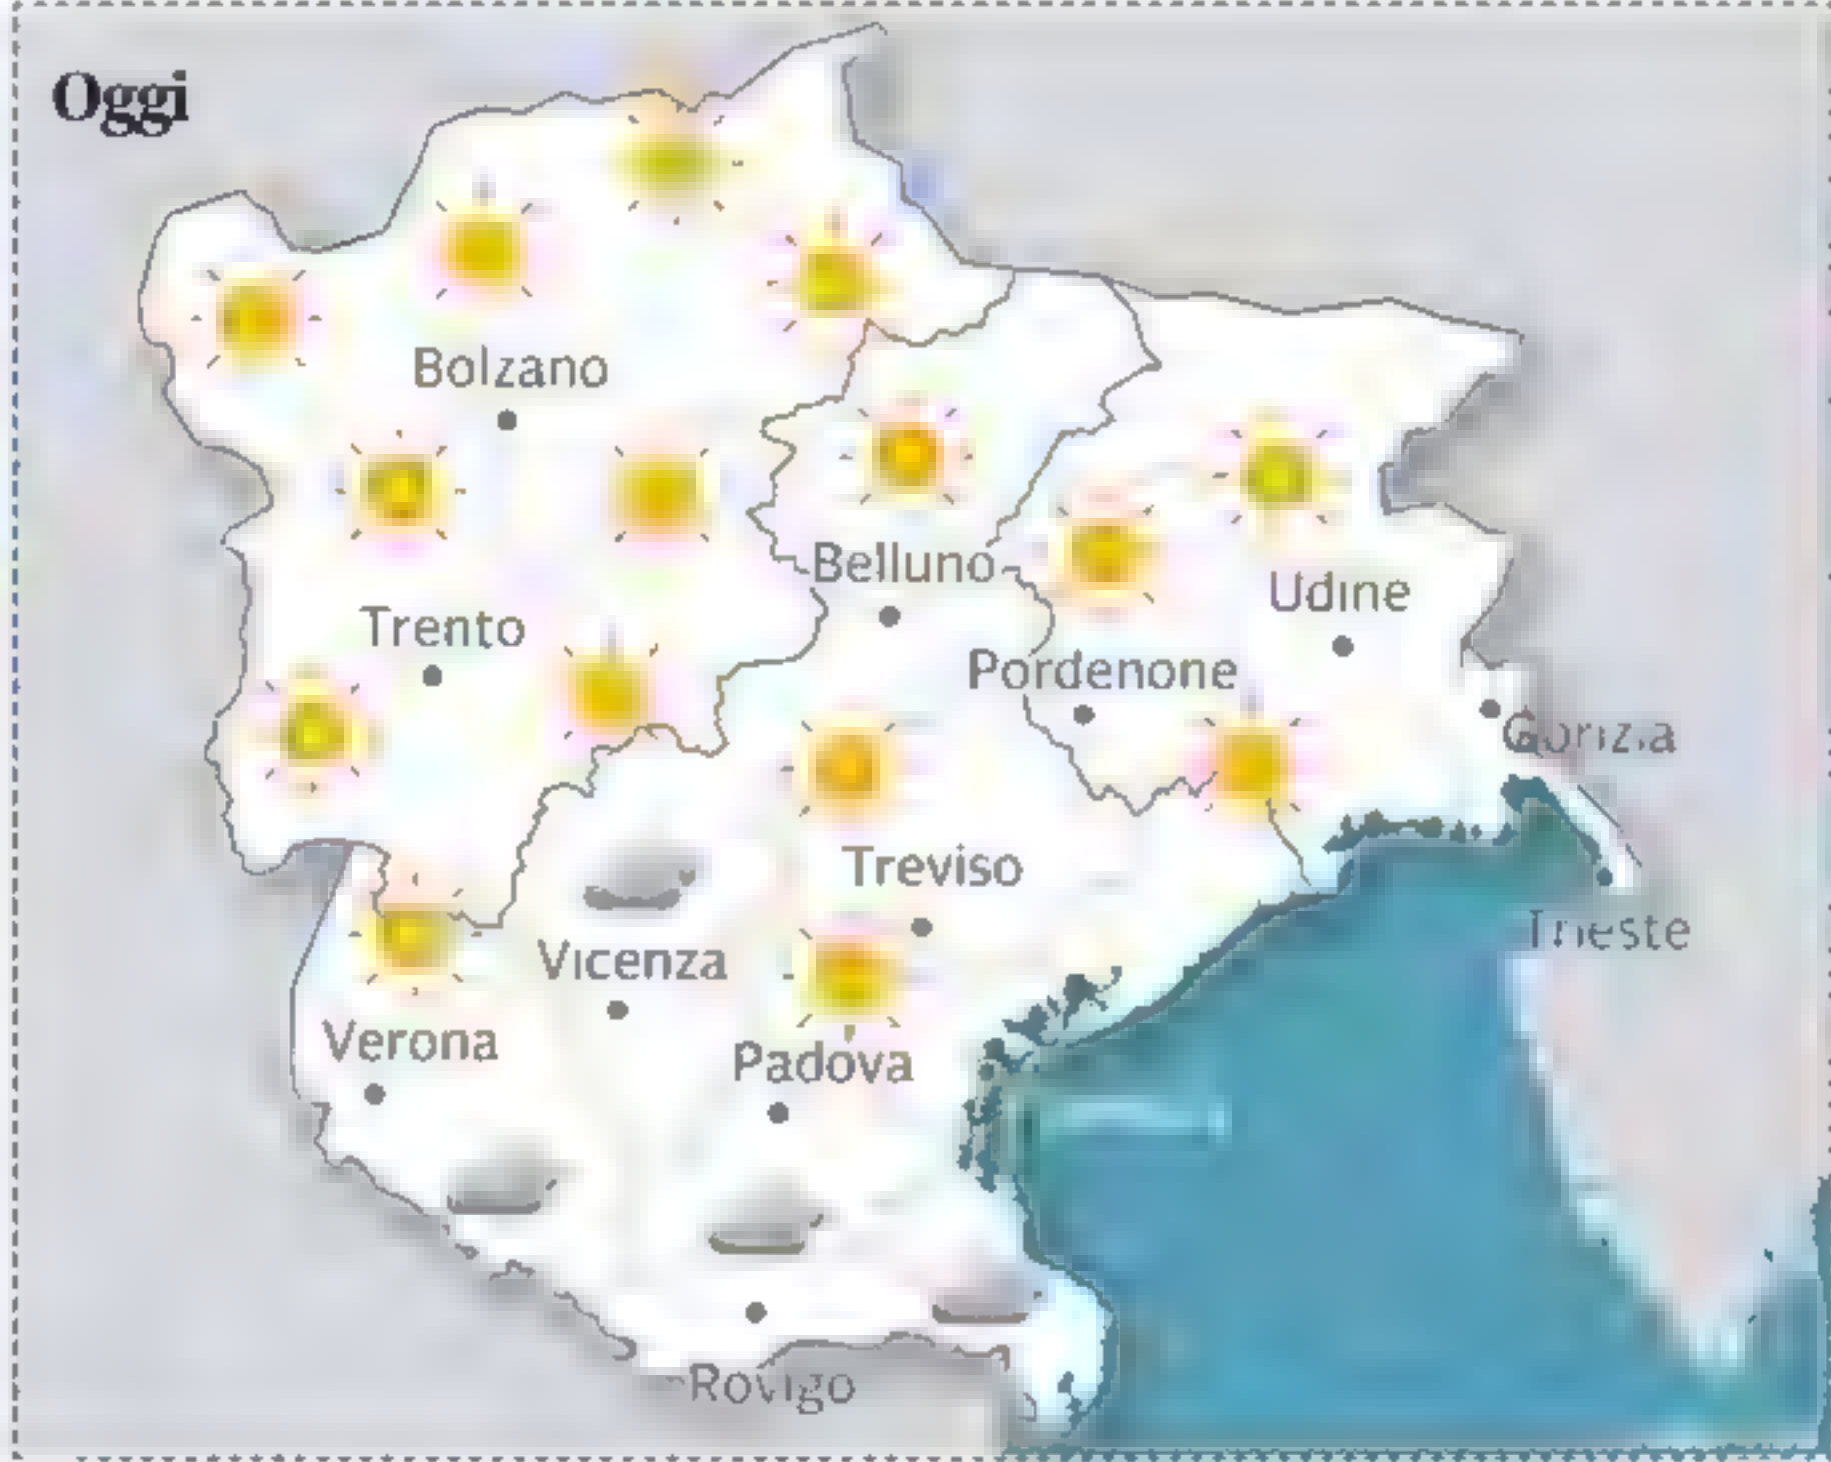 Oggi
Bolzano
Belluno
Udine
Trento
Pordenone
Gorizia
Treviso
Trieste
Vicenza
Verona
Padova
Rovigo